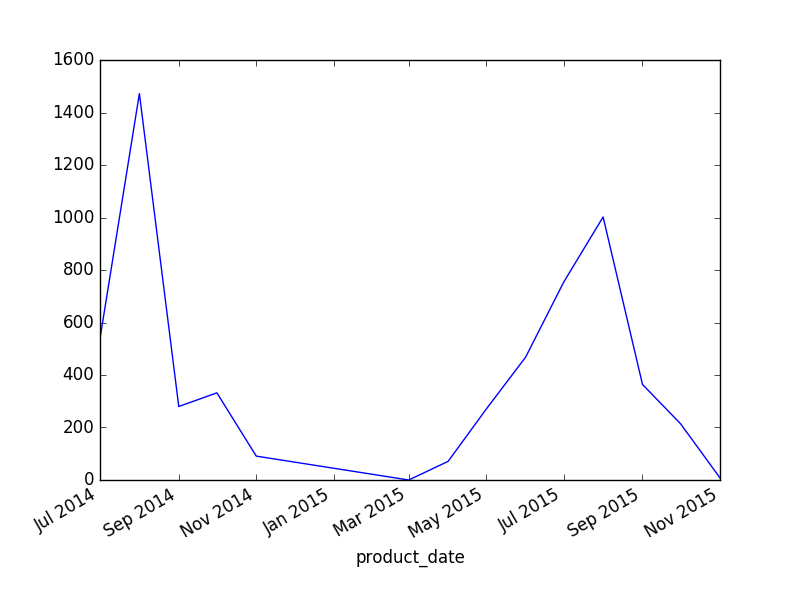 1600
1400
1200
1000
800
600
400
200
0
Jul 2014
Sep 2014
Nov 2014
Jan 2015
Mar 2015
May 2015
Jul 2015
Sep 2015
Nov 2015
product_date